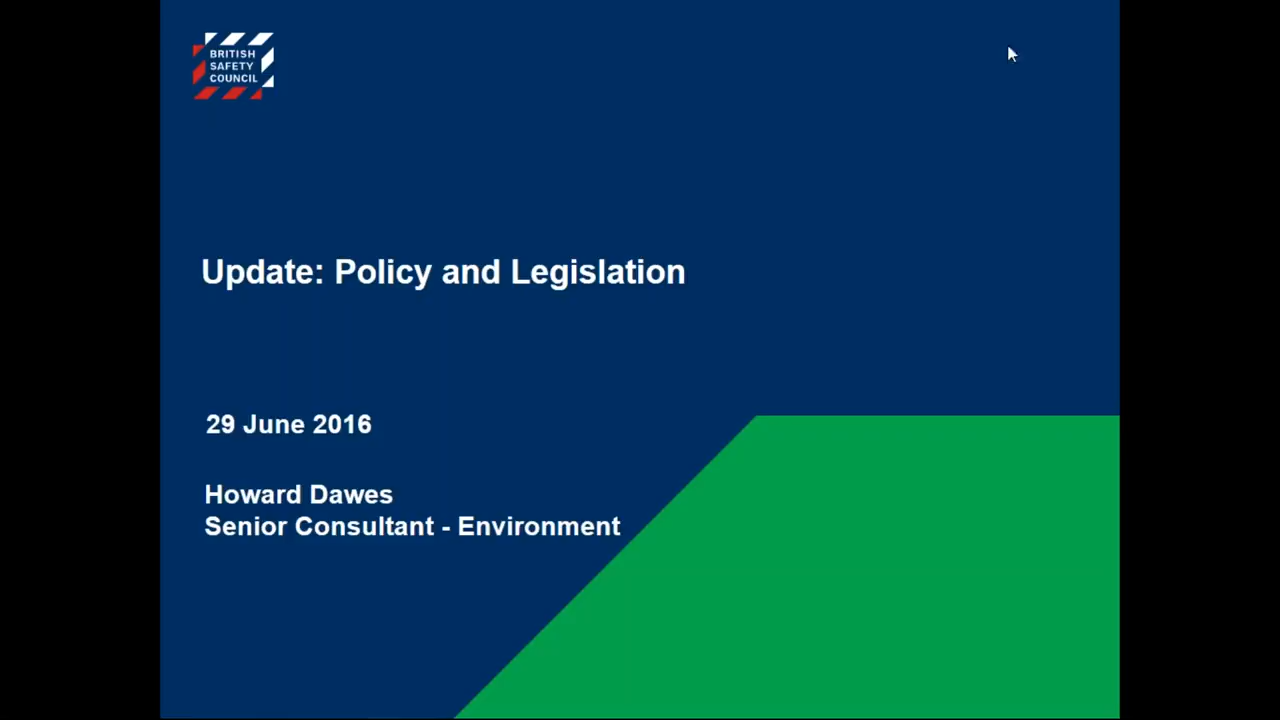 BRITISH
SAFETY
COUNCIL
Update: Policy and Legislation
29 June 2016
Howard Dawes
Senior Consultant - Environment